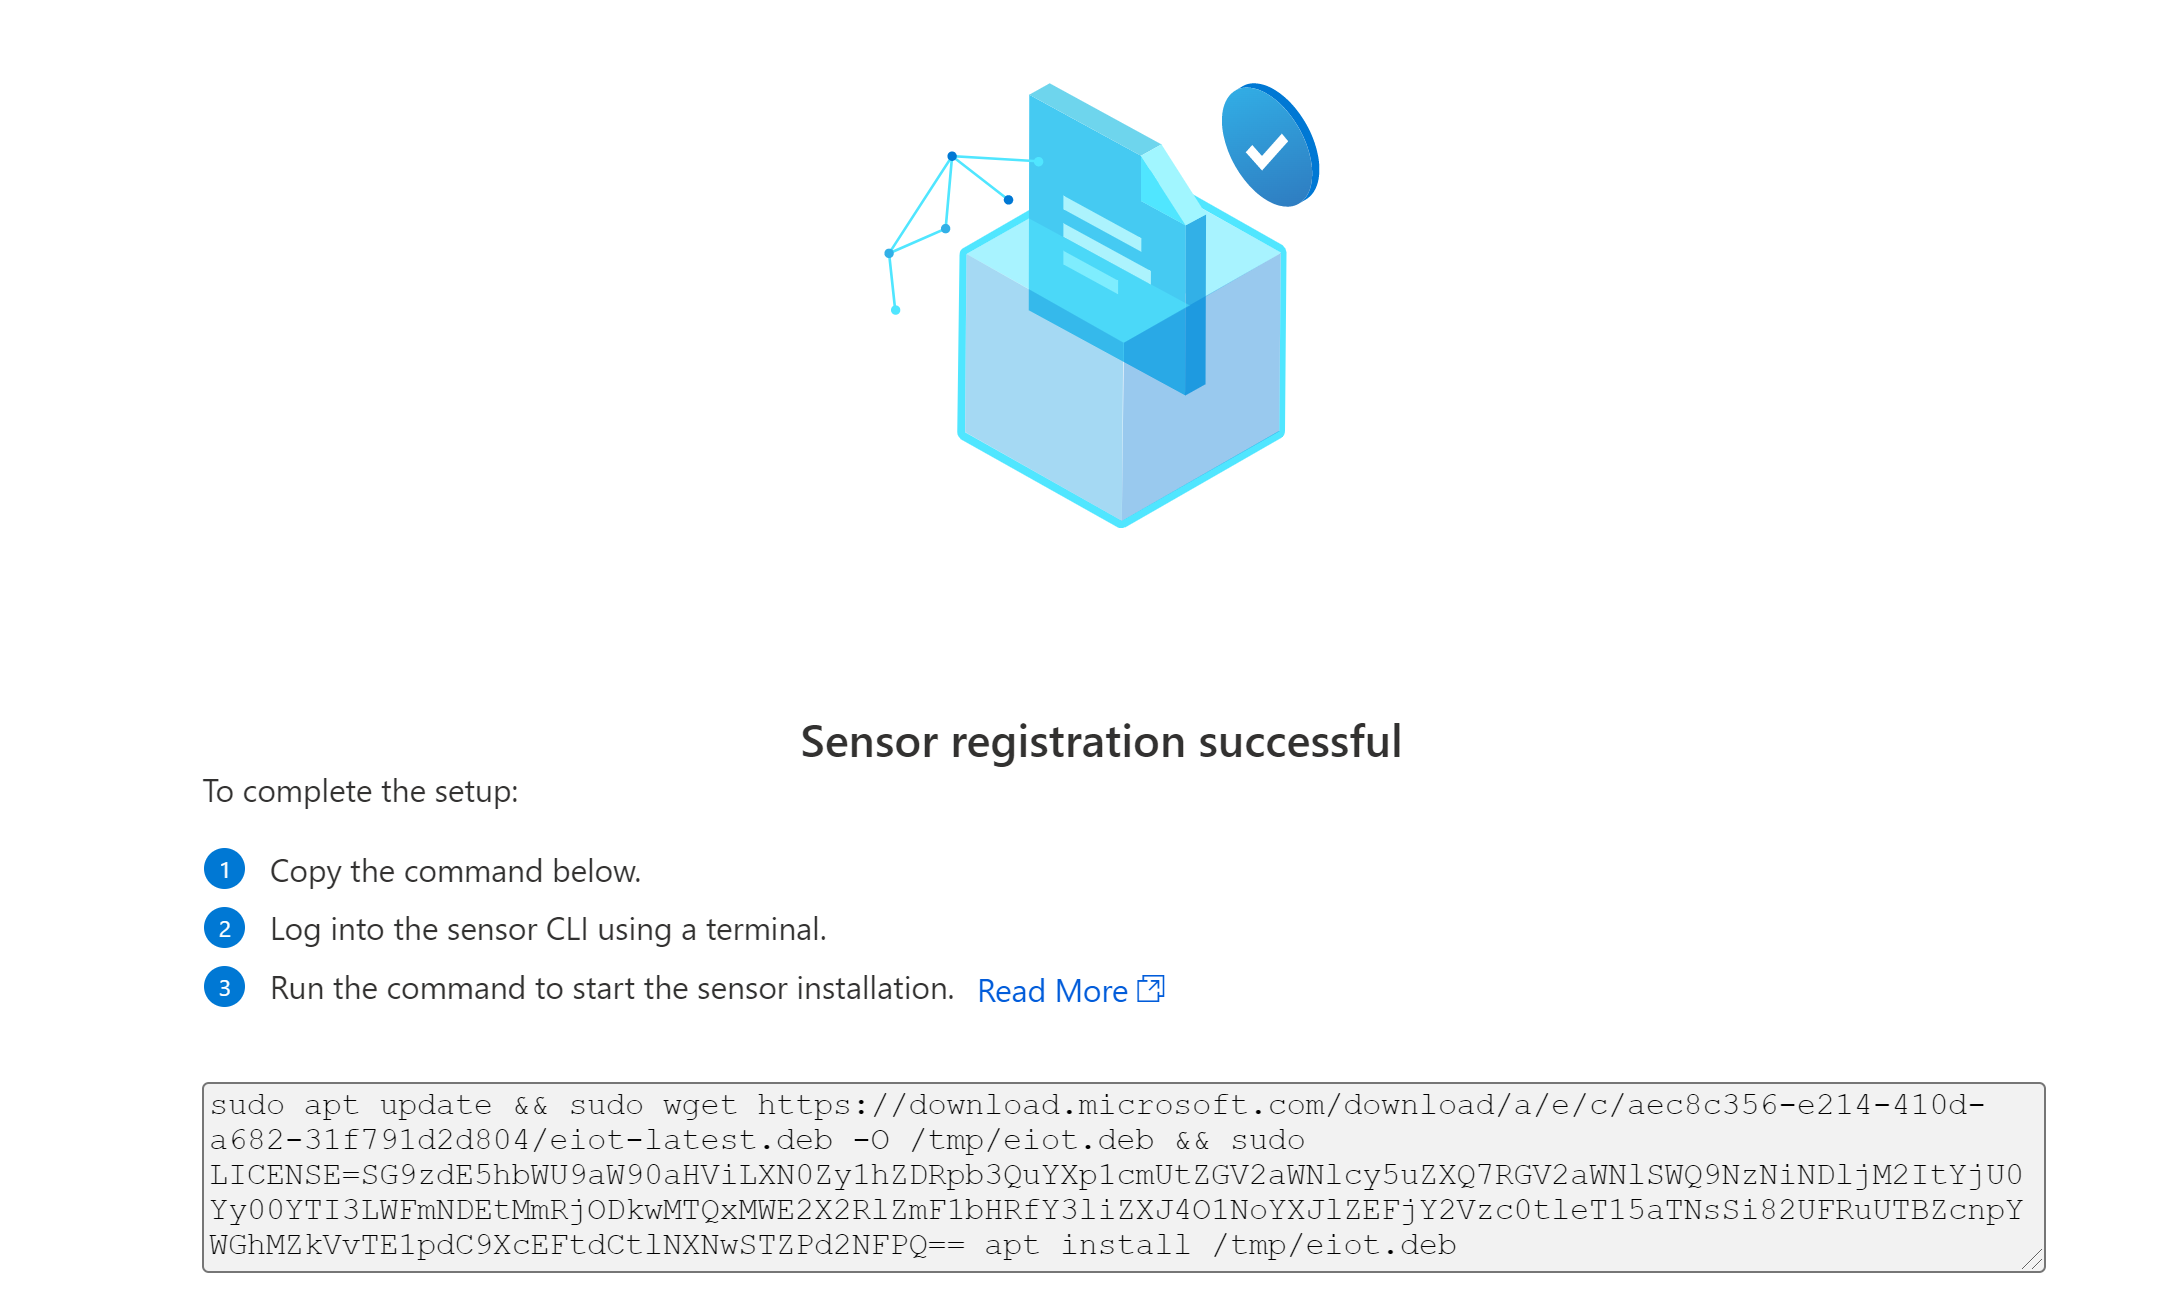 Sensor registration successful
To complete the setup:
1 Copy the command below.
2 Log into the sensor CLI using a terminal.
3 Run the command to start the sensor installation. Read More
sudo apt update && sudo wget https://download.microsoft.com/download/a/e/c/aec8c356-e214-410d-
a682-31f791d2d804/eiot-latest.deb -O /tmp/eiot.deb && sudo
LICENSE=SG9zdE5hbWU9aW90aHViLXN0Zy1hZDRpb3QuYXp1cmUtZGV2aWNlcy5uZXQ7RGV2aWNlSWQ9NzNiNDljM2ItYjU0
Yy00YTI3LWFmNDEtMmRjODkwMTQxMWE2X2RlZmF1bHRfY3liZXJ4O1NoYXJlZEFjY2Vzc0tleT15aTNsSi82UFRuUTBZcnpY
WGhMZkVvTE1pdC9XcEFtdCtlNXNwSTZPd2NFPQ== apt install /tmp/eiot.deb